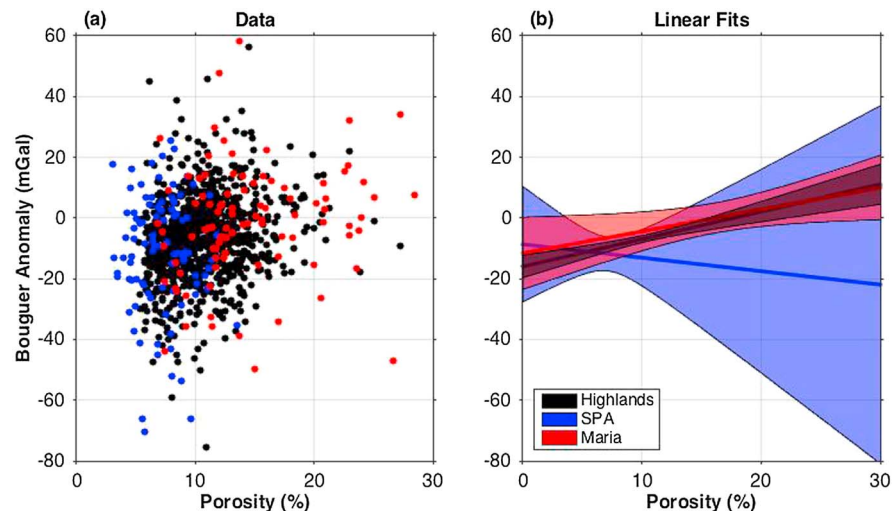 (a) Data
(b) Linear Fits
60
40
20
0
-20
-40
-60
-80
Bouguer Anomaly (mGal)
0 10 20 30
Porosity (%)
60
40
20
0
-20
-40
-60
-80
Highlands
SPA
Maria
0 10 20 30
Porosity (%)